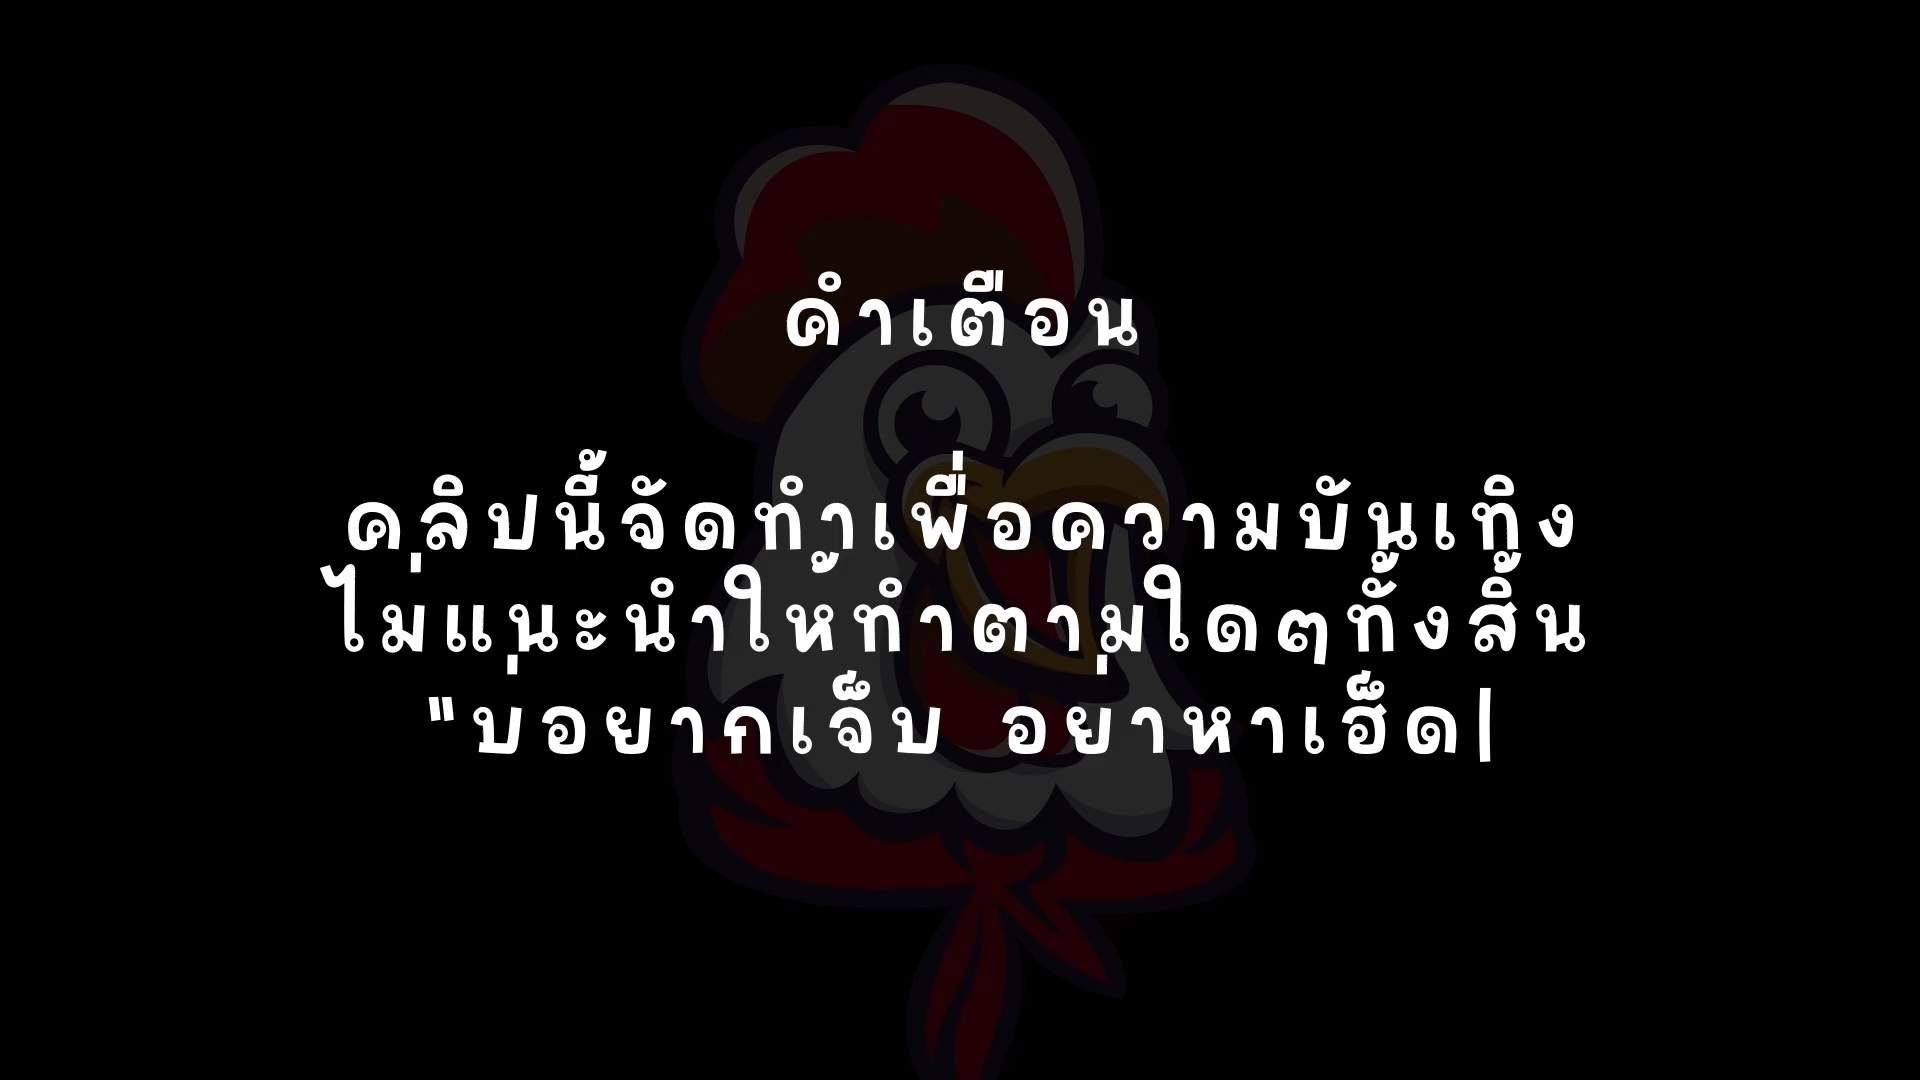 คำเตือน
คลิปนี้จัดทำเพื่อความบันเทิง
ไม่แนะนำให้ทำตามใดๆทั้งสิ้น
"บ่อยากเจ็บ อย่าหาเฮ็ด|